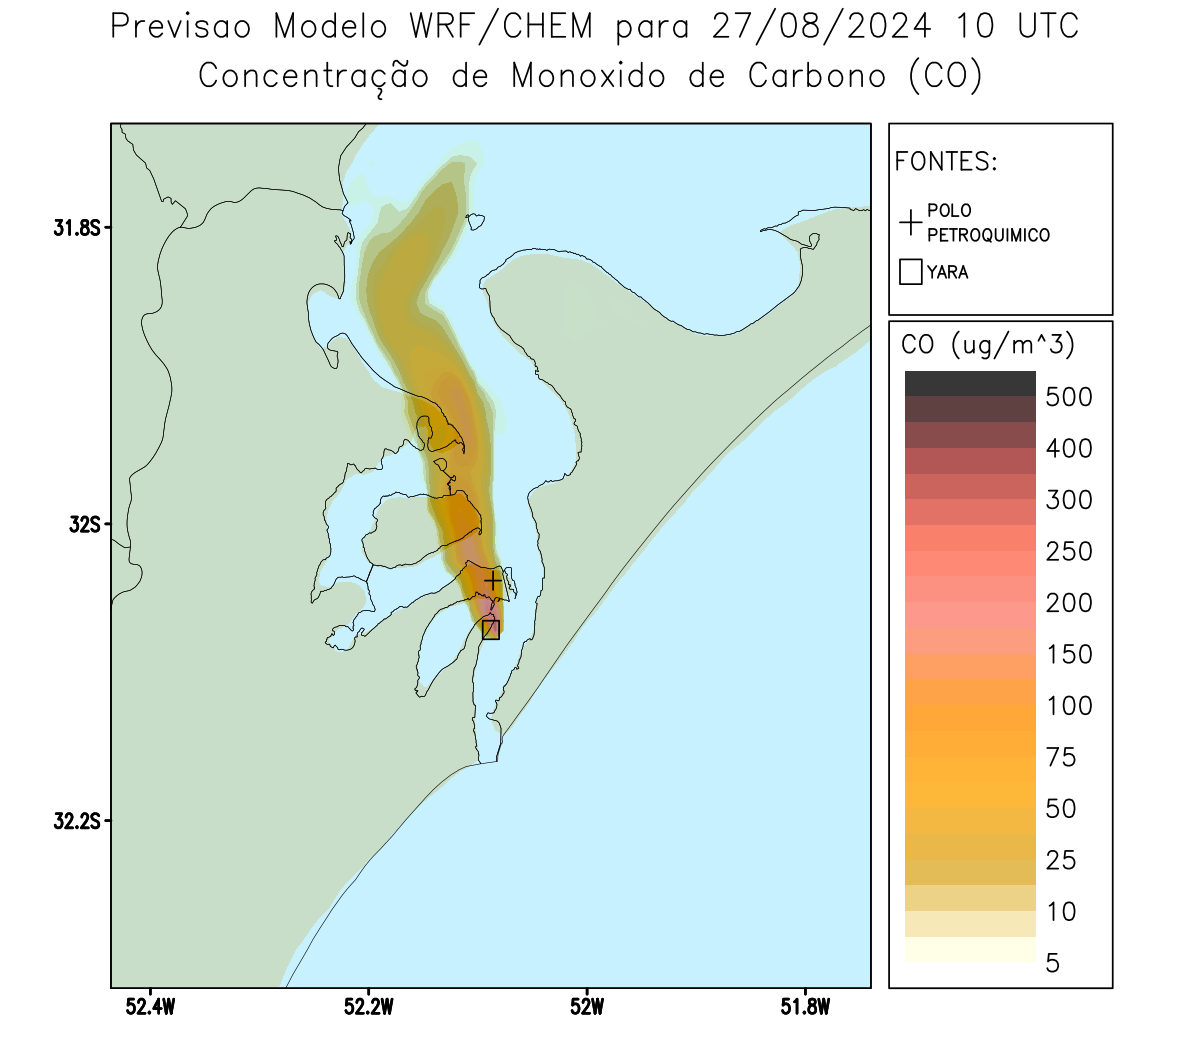 Previsao Modelo WRF/CHEM para 27/08/2024 10 UTC
Concentração de Monoxido de Carbono (CO)
FONTES:
POLO
PETROQUIMICO
YARA
CO (ug/m^3)
500
400
300
250
200
150
100
75
50
25
10
5
31.8S
32S
32.2S
52.4W
52.2W
52W
51.8W